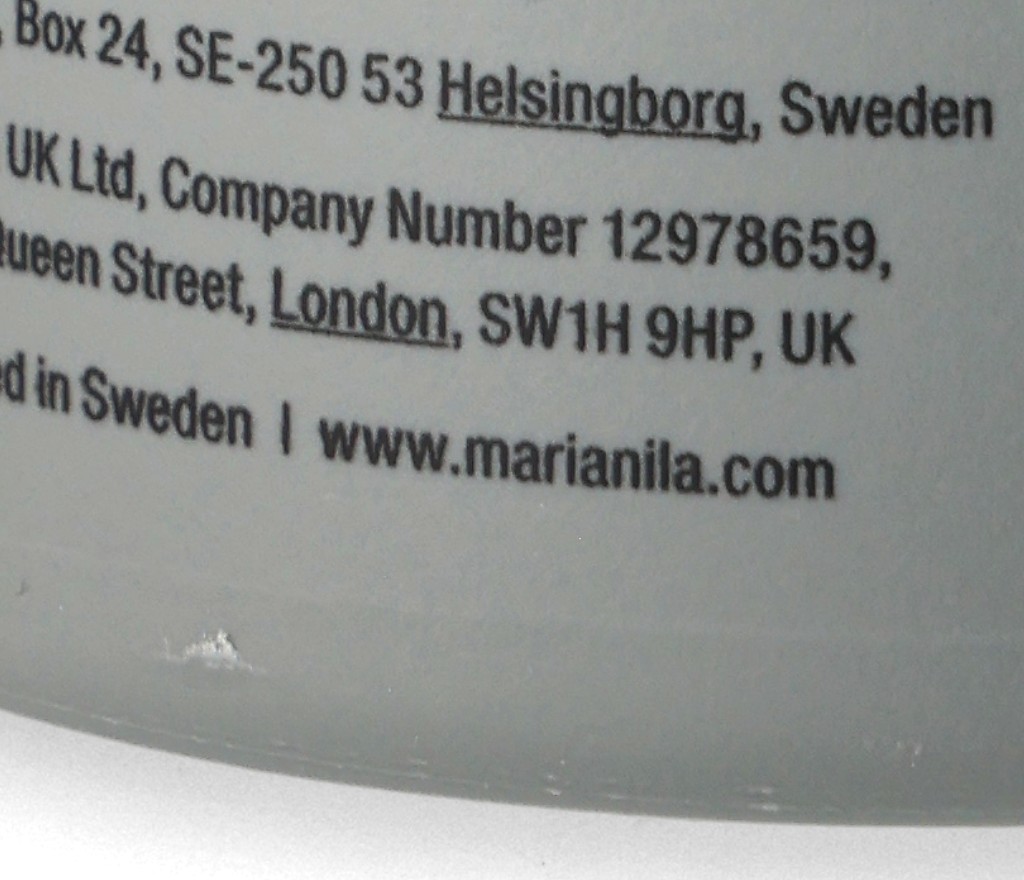 Box 24, SE-250 53 Helsingborg, Sweden
UK Ltd, Company Number 12978659,
Street, London, SW1H 9HP, UK
in Sweden | www.marianila.com